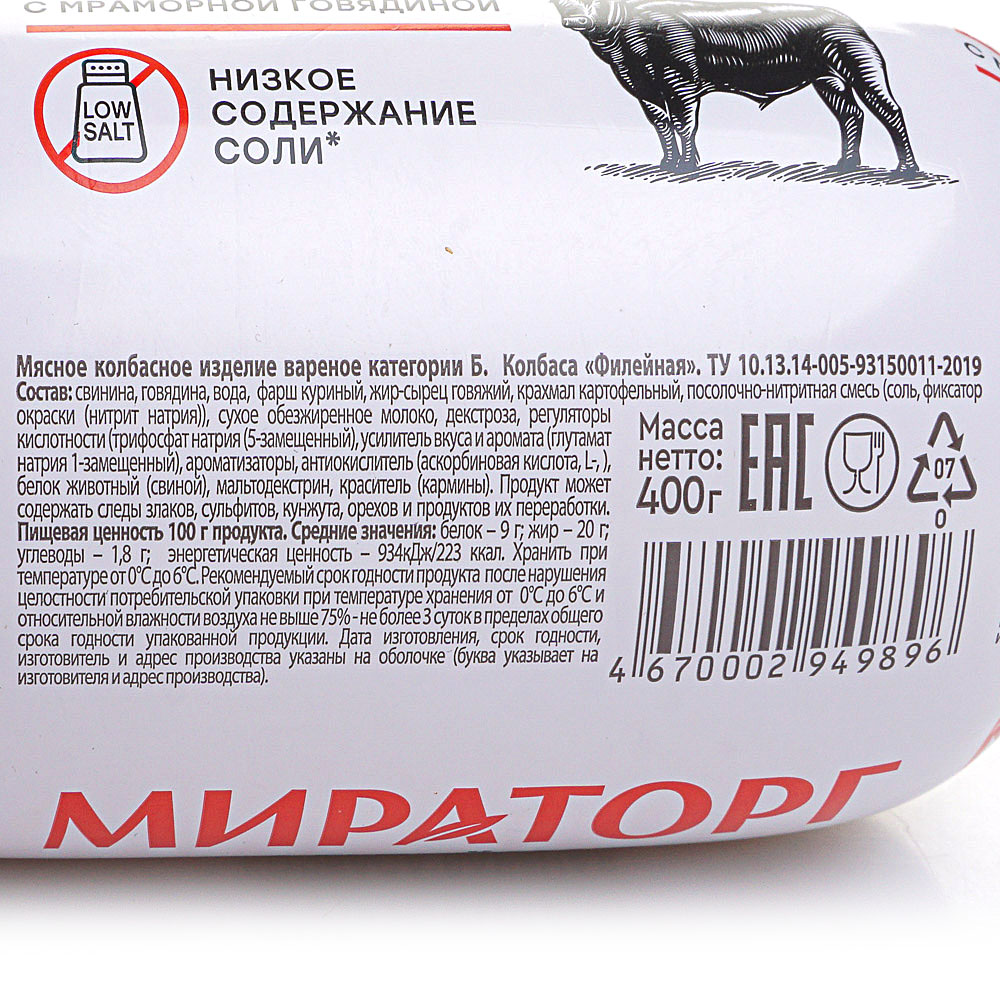 С МРАМОРНОЙ ГОВЯДИНОЙ
LOW
SALT
НИЗКОЕ
СОДЕРЖАНИЕ
СОЛИ*
Мясное колбасное изделие вареное категории Б. Колбаса «Филейная». ТУ 10.13.14-005-93150011-2019
Состав: свинина, говядина, вода, фарш куриный, жир-сырец говяжий, крахмал картофельный, посолочно-нитритная смесь (соль, фиксатор
окраски (нитрит натрия)), сухое обезжиренное молоко, декстроза, регуляторы
кислотности (трифосфат натрия (5-замещенный), усилитель вкуса и аромата (глутамат
натрия 1-замещенный), ароматизаторы, антиокислитель (аскорбиновая кислота, L-, ),
белок животный (свиной), мальтодекстрин, краситель (кармины). Продукт может
содержать следы злаков, сульфитов, кунжута, орехов и продуктов их переработки.
Пищевая ценность 100 г продукта. Средние значения: белок – 9 г; жир – 20 г;
углеводы – 1,8 г; энергетическая ценность – 934кДж/223 ккал. Хранить при
температуре от 0°С до 6°С. Рекомендуемый срок годности продукта после нарушения
целостности потребительской упаковки при температуре хранения от 0°С до 6°С и
относительной влажности воздуха не выше 75% - не более 3 суток в пределах общего
срока годности упакованной продукции. Дата изготовления, срок годности,
изготовитель и адрес производства указаны на оболочке (буква указывает на
изготовителя и адрес производства).
Масса
нетто:
400г
EAC
07
0
4 670002 949896
МИРАТОРГ